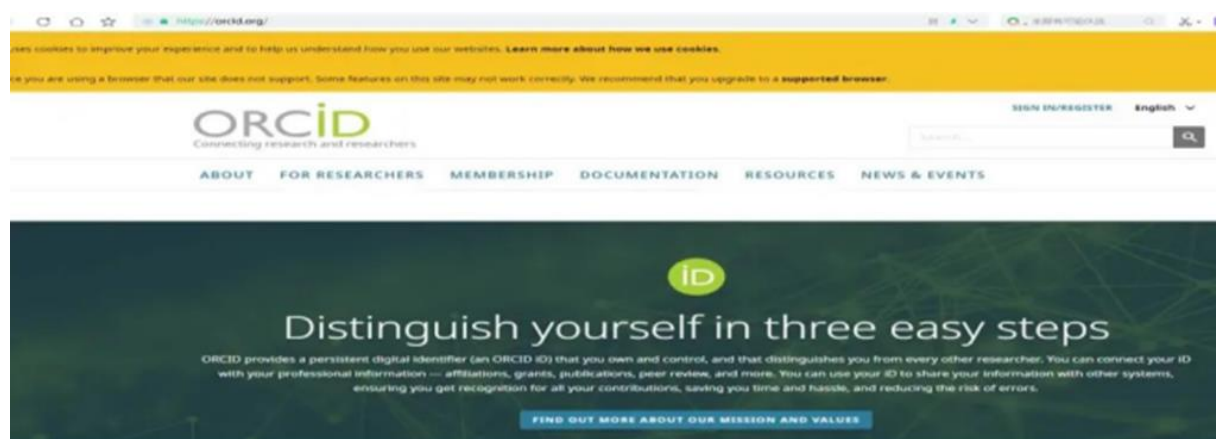 https://orcid.org/
uses cookies to improve your experience and to help us understand how you use our websites. Learn more about how we use cookies.
you are using a browser that our site does not support. Some features on this site may not work correctly. We recommend that you upgrade to a supported browser.
SIGN IN/REGISTER English
ORCID
Connecting research and researchers
Search...
ABOUT FOR RESEARCHERS MEMBERSHIP DOCUMENTATION RESOURCES NEWS & EVENTS
iD
Distinguish yourself in three easy steps
ORCID provides a persistent digital identifier (an ORCID iD) that you own and control, and that distinguishes you from every other researcher. You can connect your iD
with your professional information — affiliations, grants, publications, peer review, and more. You can use your iD to share your information with other systems,
ensuring you get recognition for all your contributions, saving you time and hassle, and reducing the risk of errors.
FIND OUT MORE ABOUT OUR MISSION AND VALUES